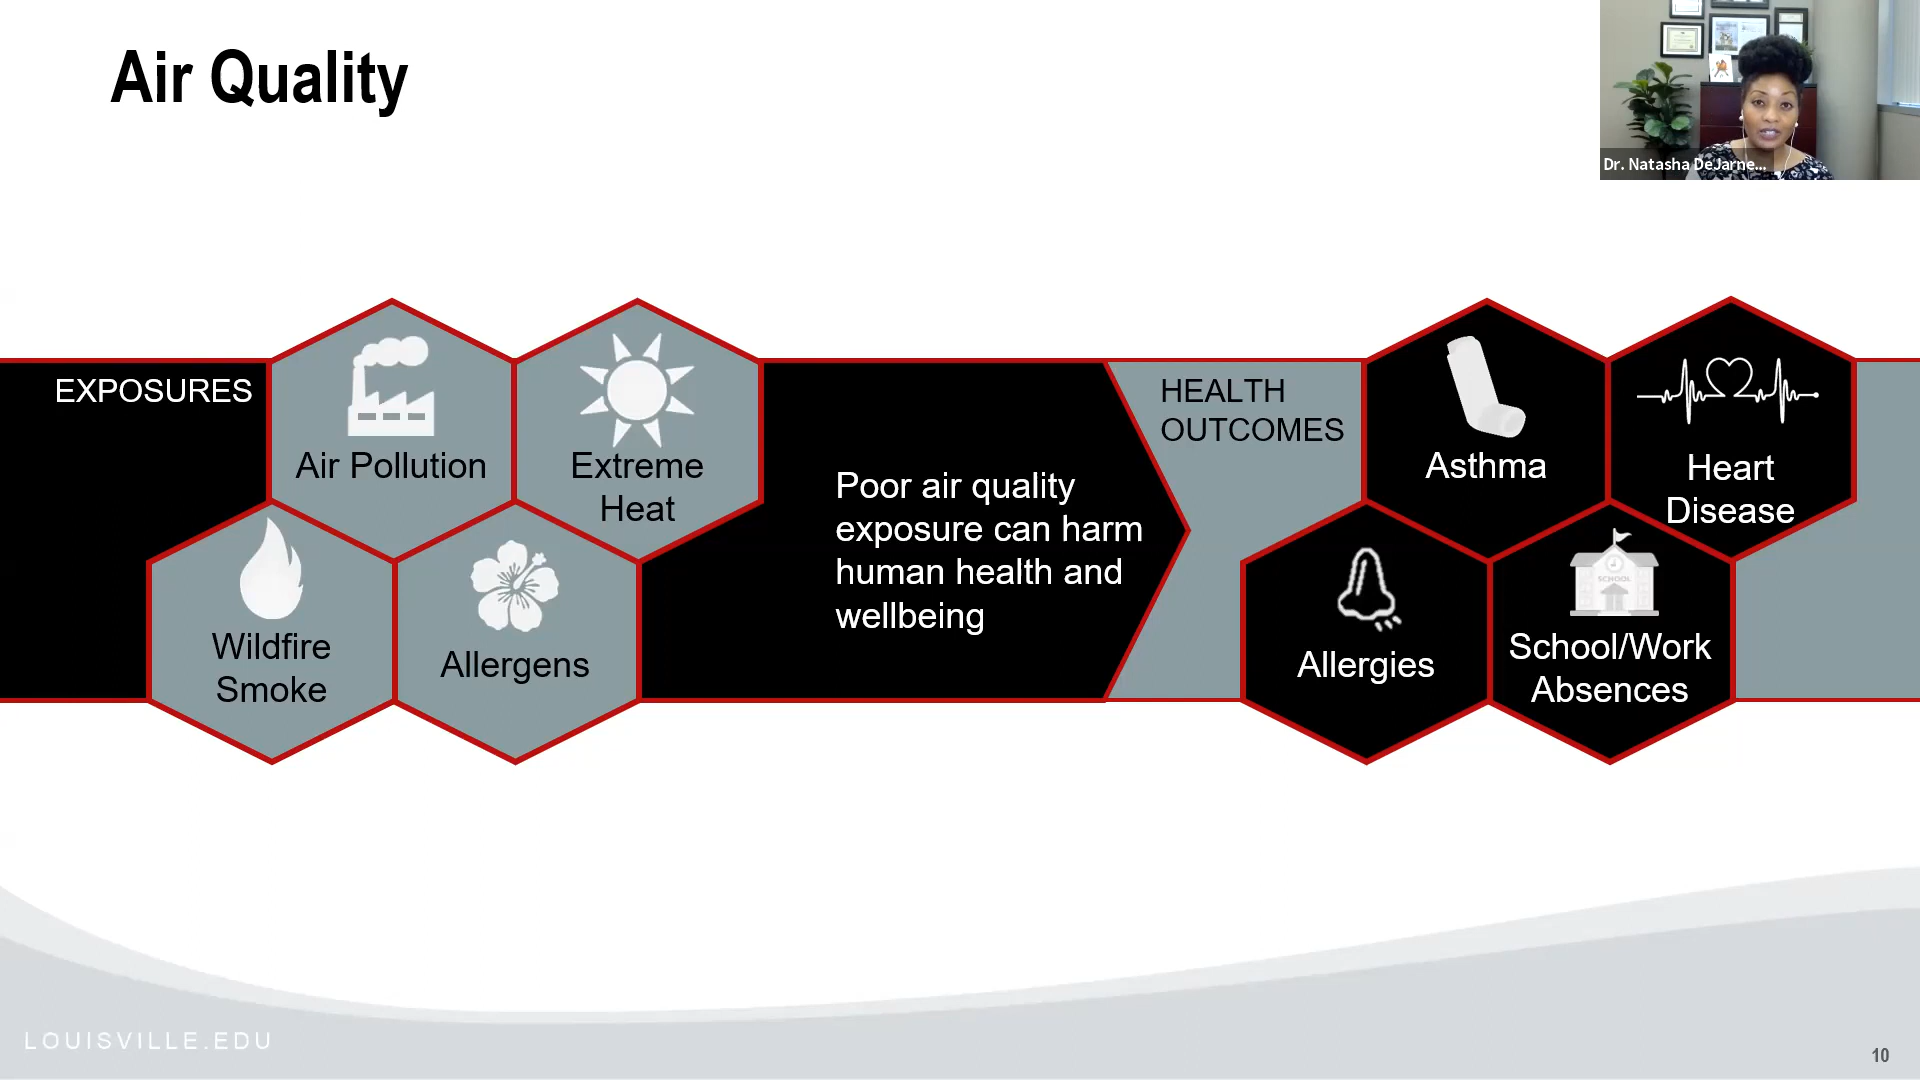 Air Quality
Dr. Natasha DeJarne...
EXPOSURES
Air Pollution
Extreme
Heat
Wildfire
Smoke
Allergens
Poor air quality
exposure can harm
human health and
wellbeing
HEALTH
OUTCOMES
Asthma
Heart
Disease
Allergies
SCHOOL
School/Work
Absences
LOUISVILLE.EDU
10